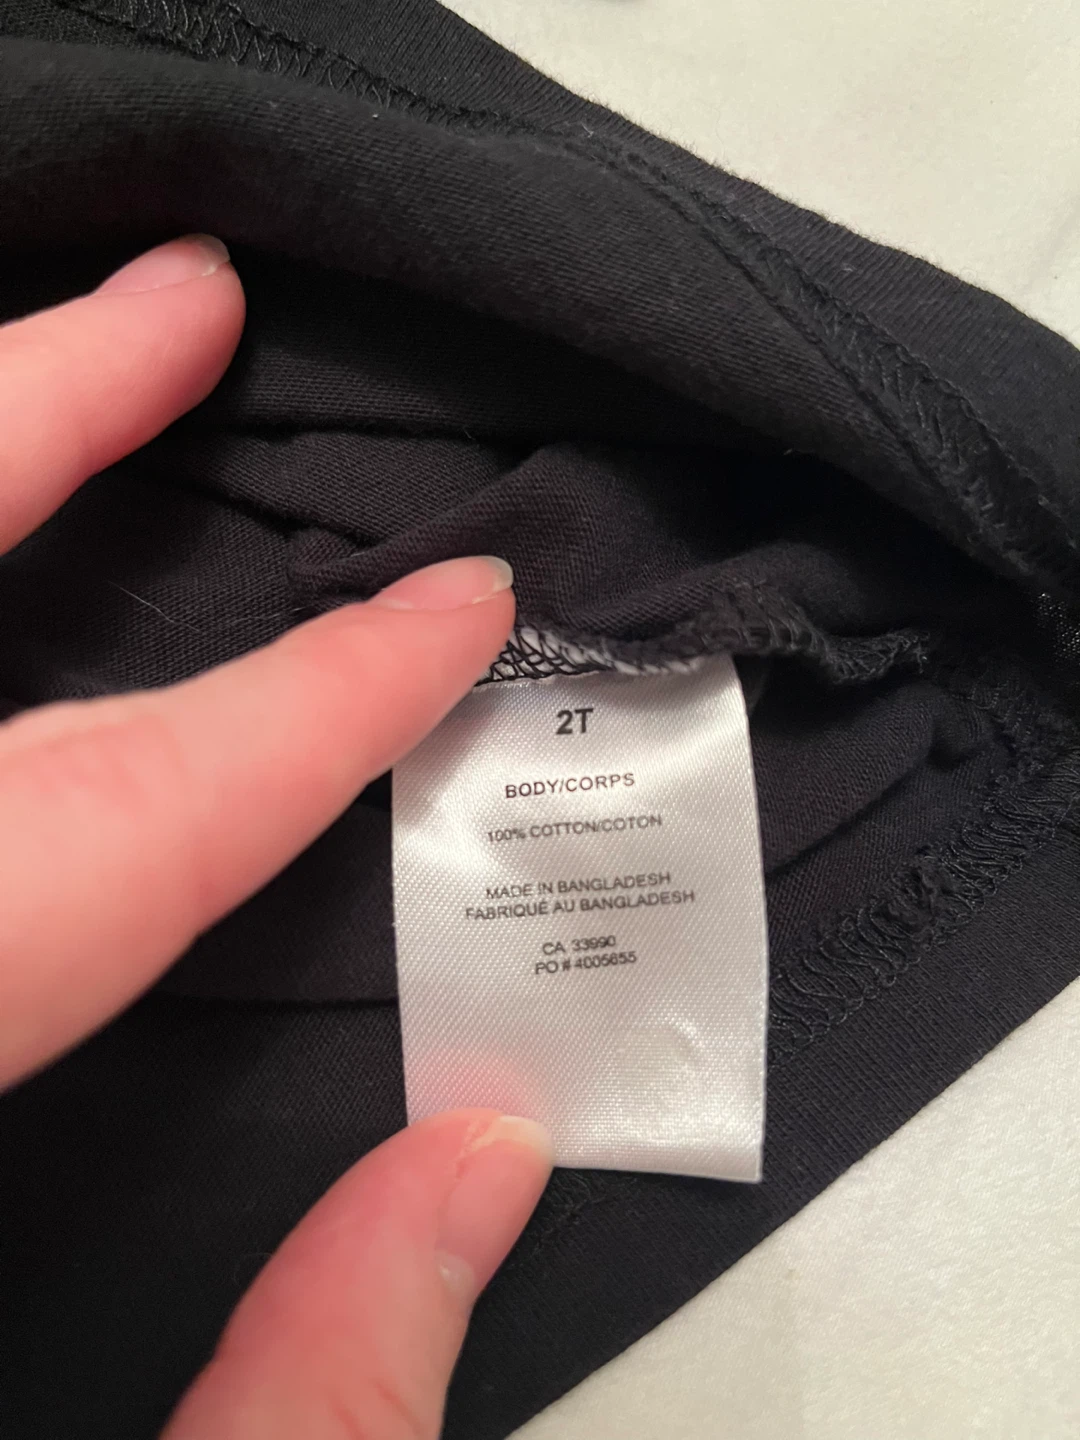 2T
BODY/CORPS
100% COTTON/COTON
MADE IN BANGLADESH
FABRIQUÉ AU BANGLADESH
CA 33990
PO # 4005655